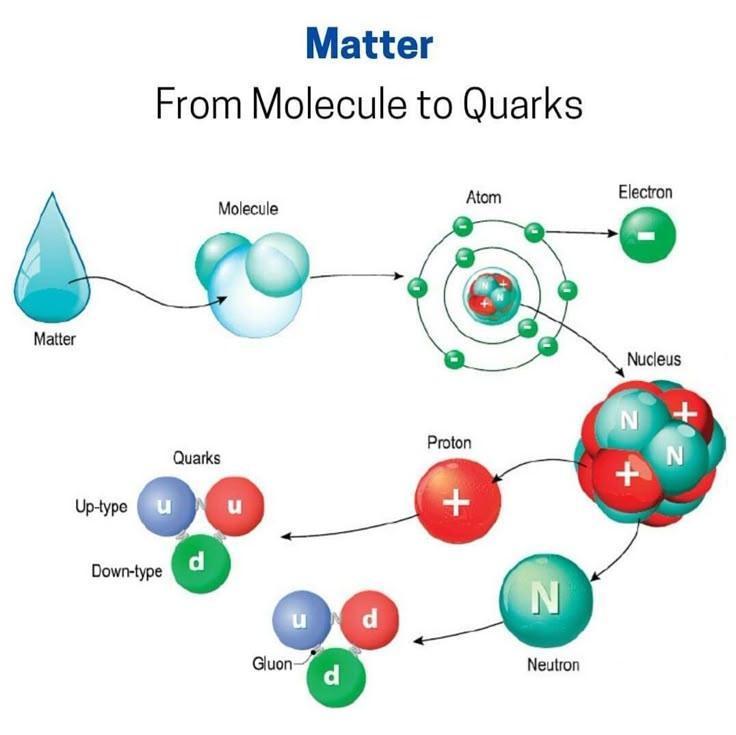 Matter
From Molecule to Quarks
Matter
Molecule
Atom
Electron
-
-
-
-
-
-
-
-
-
N
+
+
N
Nucleus
N
+
+
N
Proton
+
Quarks
Up-type
u
u
Down-type
d
N
Neutron
u
d
Gluon
d